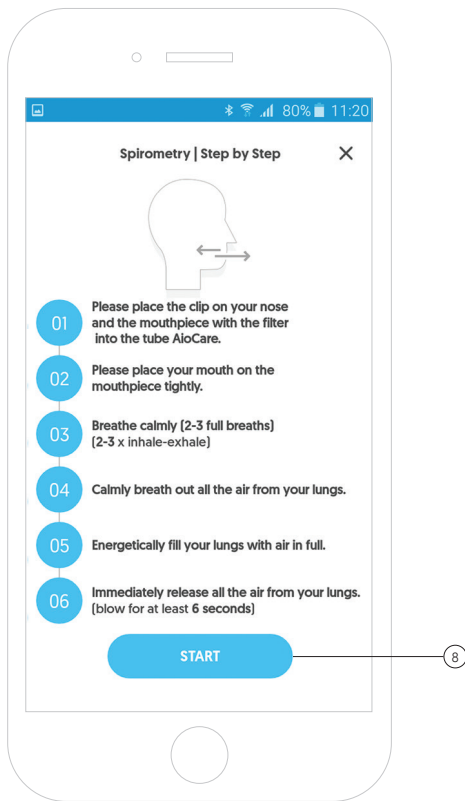 80% 11:20
Spirometry | Step by Step
01
Please place the clip on your nose
and the mouthpiece with the filter
into the tube AioCare.
02
Please place your mouth on the
mouthpiece tightly.
03
Breathe calmly (2-3 full breaths)
(2-3 x inhale-exhale)
04
Calmly breath out all the air from your lungs.
05
Energetically fill your lungs with air in full.
06
Immediately release all the air from your lungs.
(blow for at least 6 seconds)
START
8